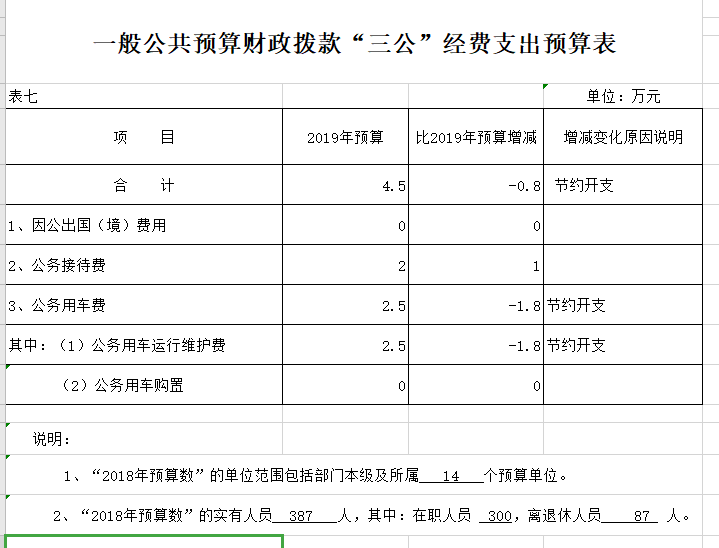 一般公共预算财政拨款“三公”经费支出预算表
表七 单位：万元
项 目 2019年预算 比2019年预算增减 增减变化原因说明
合 计 4.5 -0.8 节约开支
1、因公出国（境）费用 0 0
2、公务接待费 2 1
3、公务用车费 2.5 -1.8 节约开支
其中：（1）公务用车运行维护费 2.5 -1.8 节约开支
（2）公务用车购置 0 0
说明：
1、“2018年预算数”的单位范围包括部门本级及所属 14 个预算单位。
2、“2018年预算数”的实有人员 387 人，其中：在职人员 300，离退休人员 87 人。